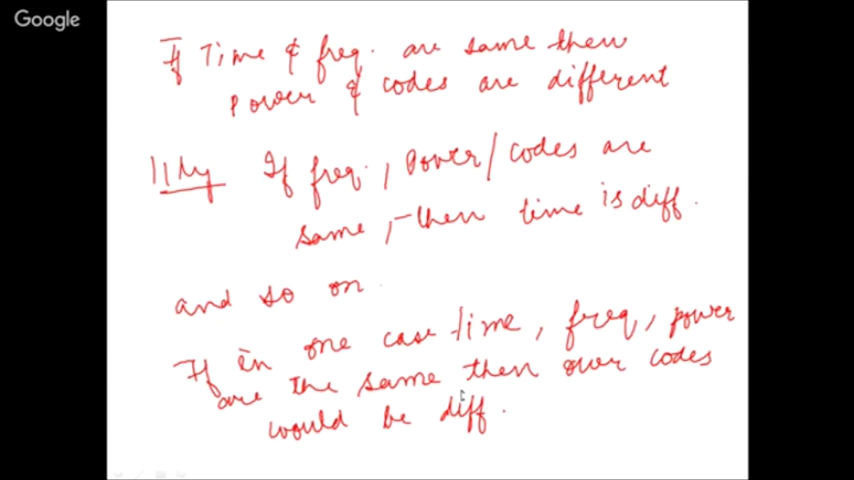 Google
If Time & freq. are same then
Power & codes are different
||ly If freq., Power/codes are
same, then time is diff.
and so on.
If in one case time, freq, power
are the same then our codes
would be diff.